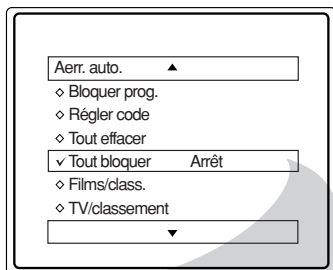 Aerr. auto. ▲
◇ Bloquer prog.
◇ Régler code
◇ Tout effacer
✓ Tout bloquer Arrêt
◇ Films/class.
◇ TV/classement
▼